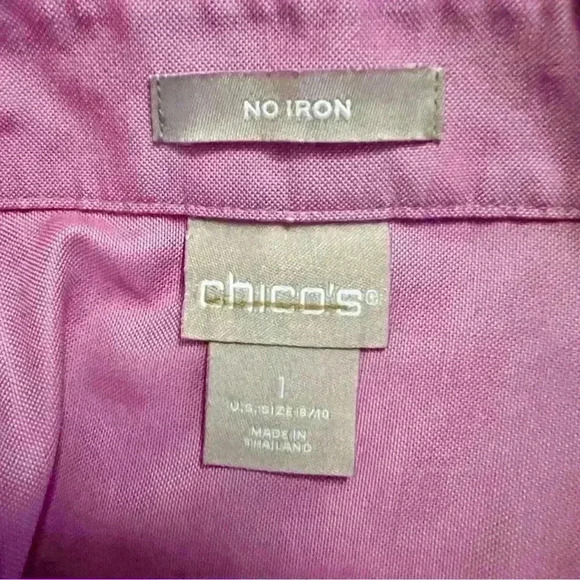 NO IRON
chico's®
1
U.S. SIZE 8/10
MADE IN
THAILAND